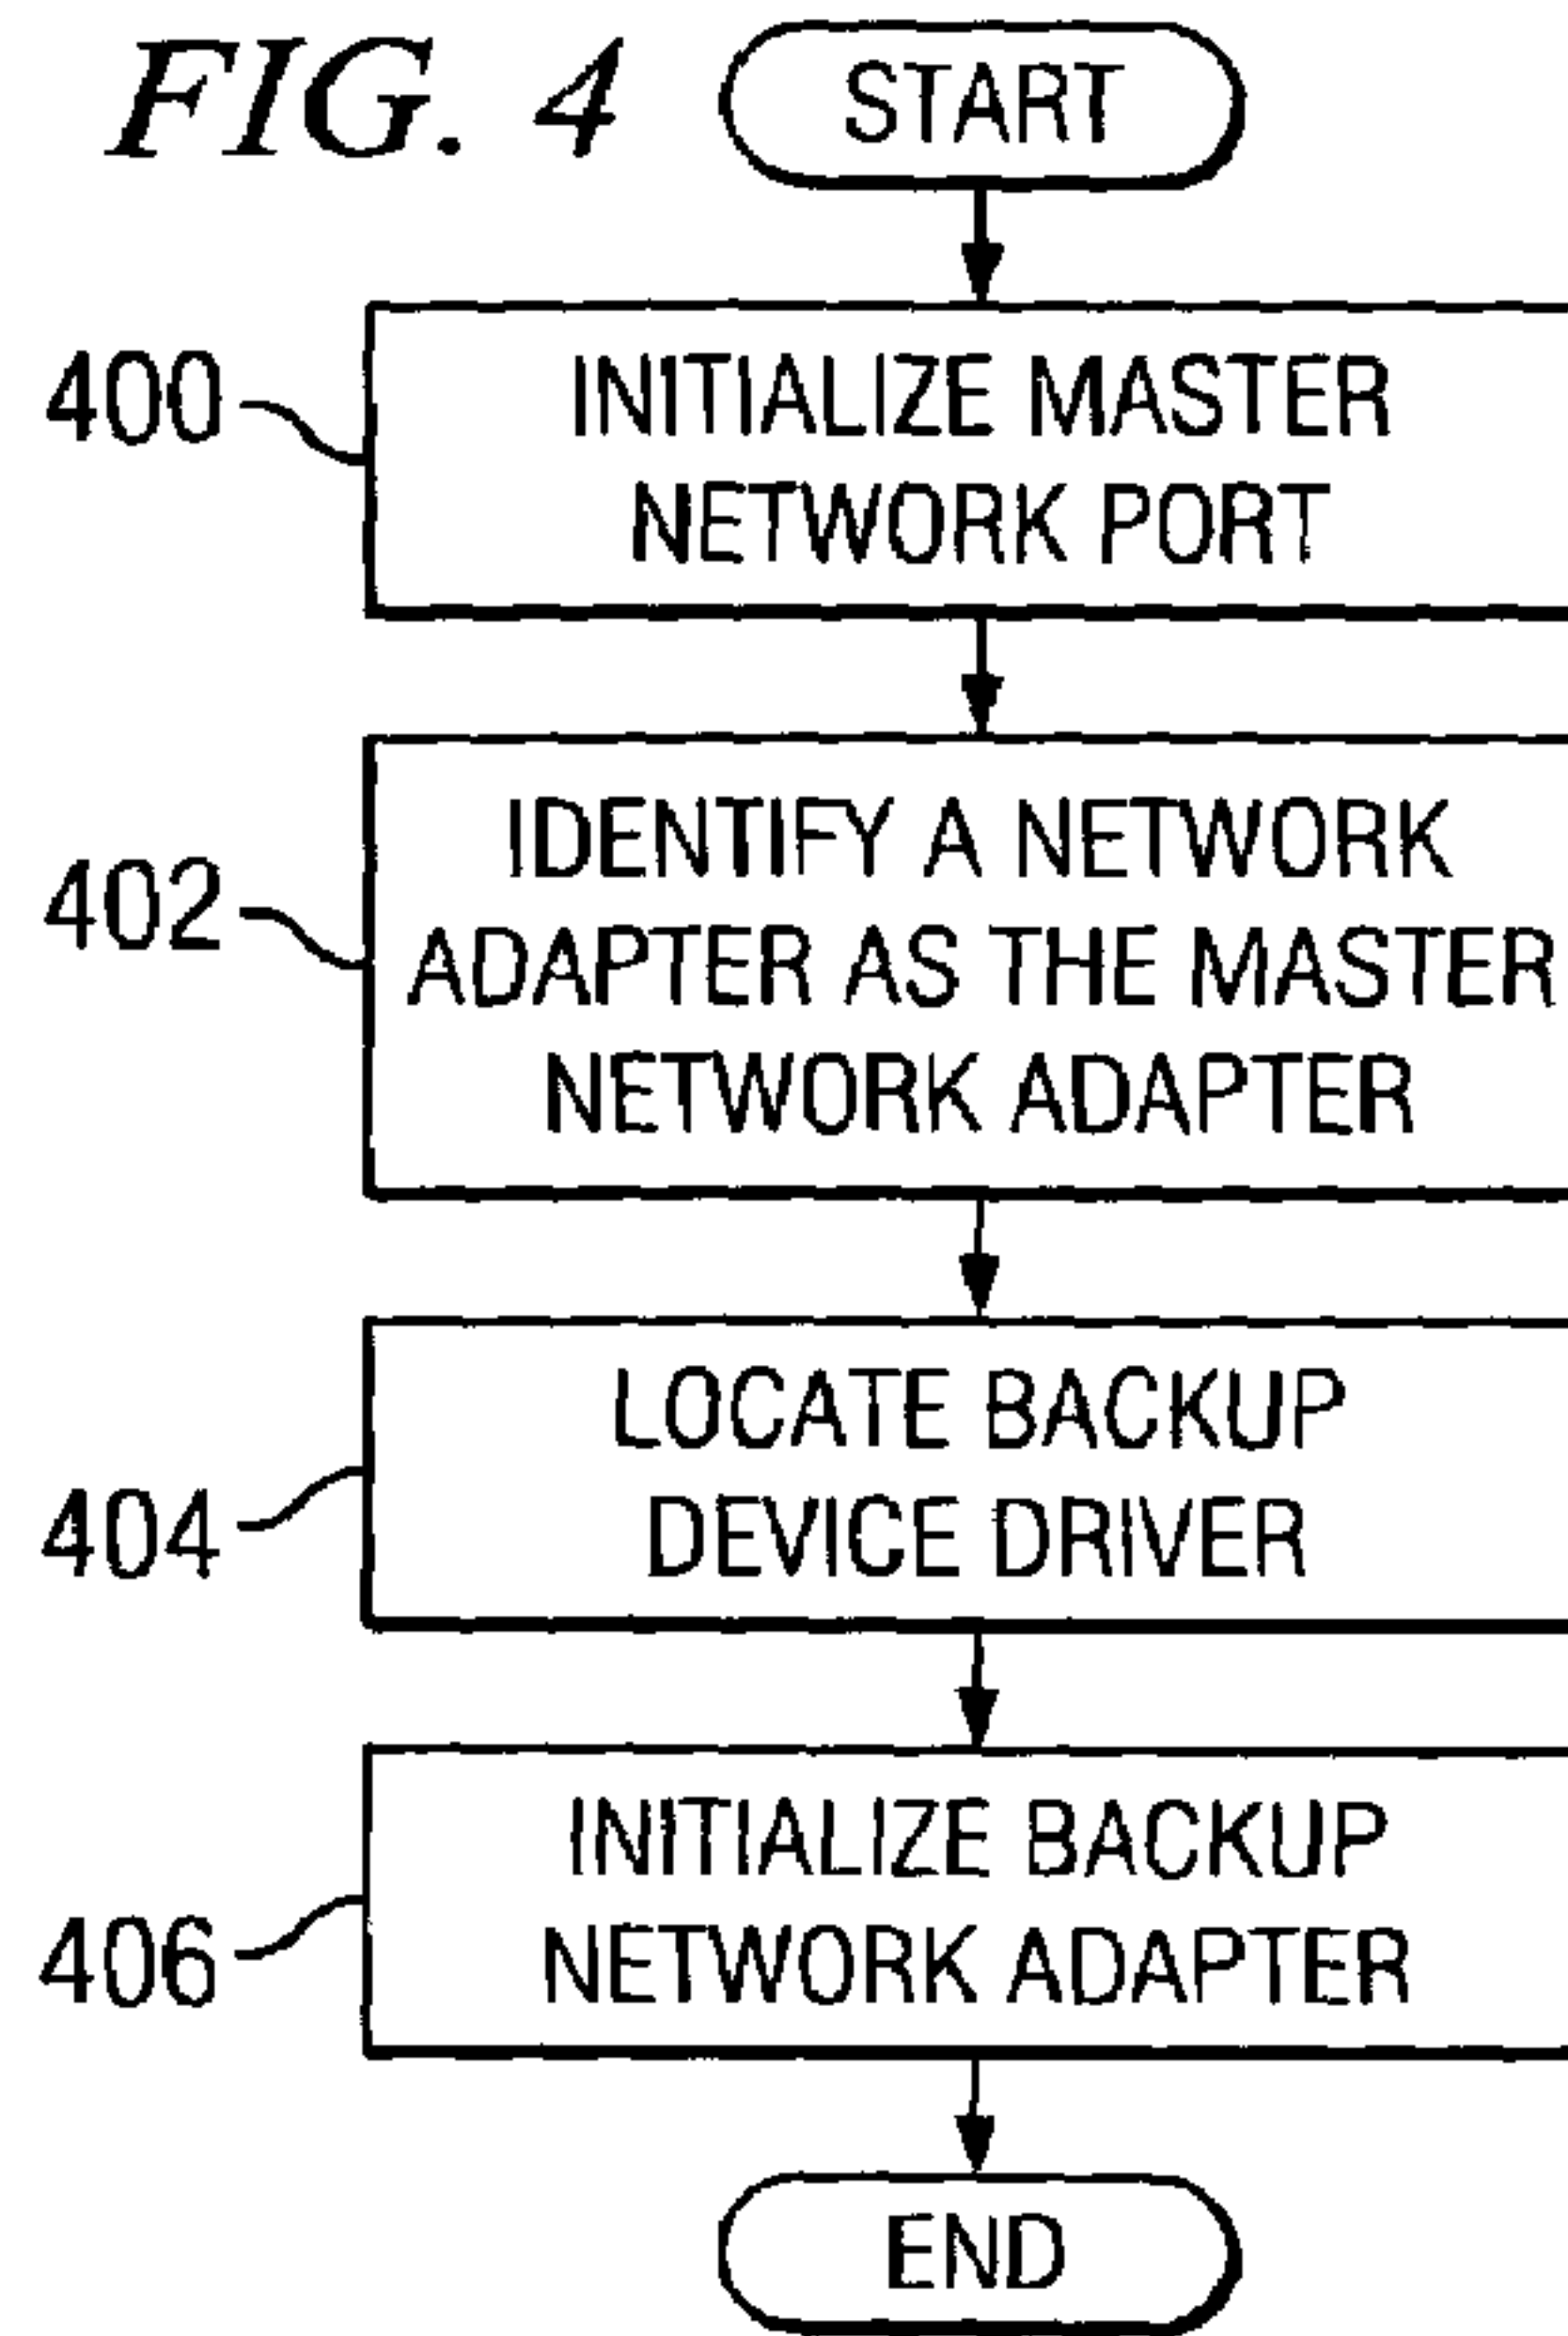 FIG. 4
START
400
INITIALIZE MASTER
NETWORK PORT
402
IDENTIFY A NETWORK
ADAPTER AS THE MASTER
NETWORK ADAPTER
404
LOCATE BACKUP
DEVICE DRIVER
406
INITIALIZE BACKUP
NETWORK ADAPTER
END